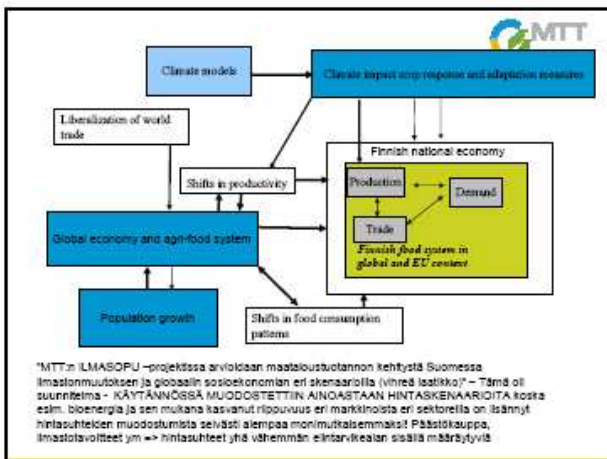 MTT
Climate models
Climate impact crop response and adaptation measures
Liberalization of world
trade
Finnish national economy
Shifts in productivity
Production
Demand
Trade
Global economy and agri-food system
Finnish food system in
global and EU context
Population growth
Shifts in food consumption
patterns
"MTT:n ILMASOPU –projektissa arvioidaan maataloustuotannon kehitystä Suomessa
ilmastonmuutoksen ja globaalin sosioekonomian eri skenaarioilla (vihreä laatikko)" – Tämä oli
suunnitelma - KÄYTÄNNÖSSÄ MUODOSTETTIIN AINOASTAAN HINTASKENAARIOITA koska
esim. bioenergia ja sen mukana kasvanut riippuvuus eri markkinoista eri sektoreilla on lisännyt
hintasuhteiden muodostumista selvästi aiempaa monimutkaisemmaksi! Päästökauppa,
ilmastotavoitteet ym => hintasuhteet yhä vähemmän elintarvikealan sisällä määräytyviä